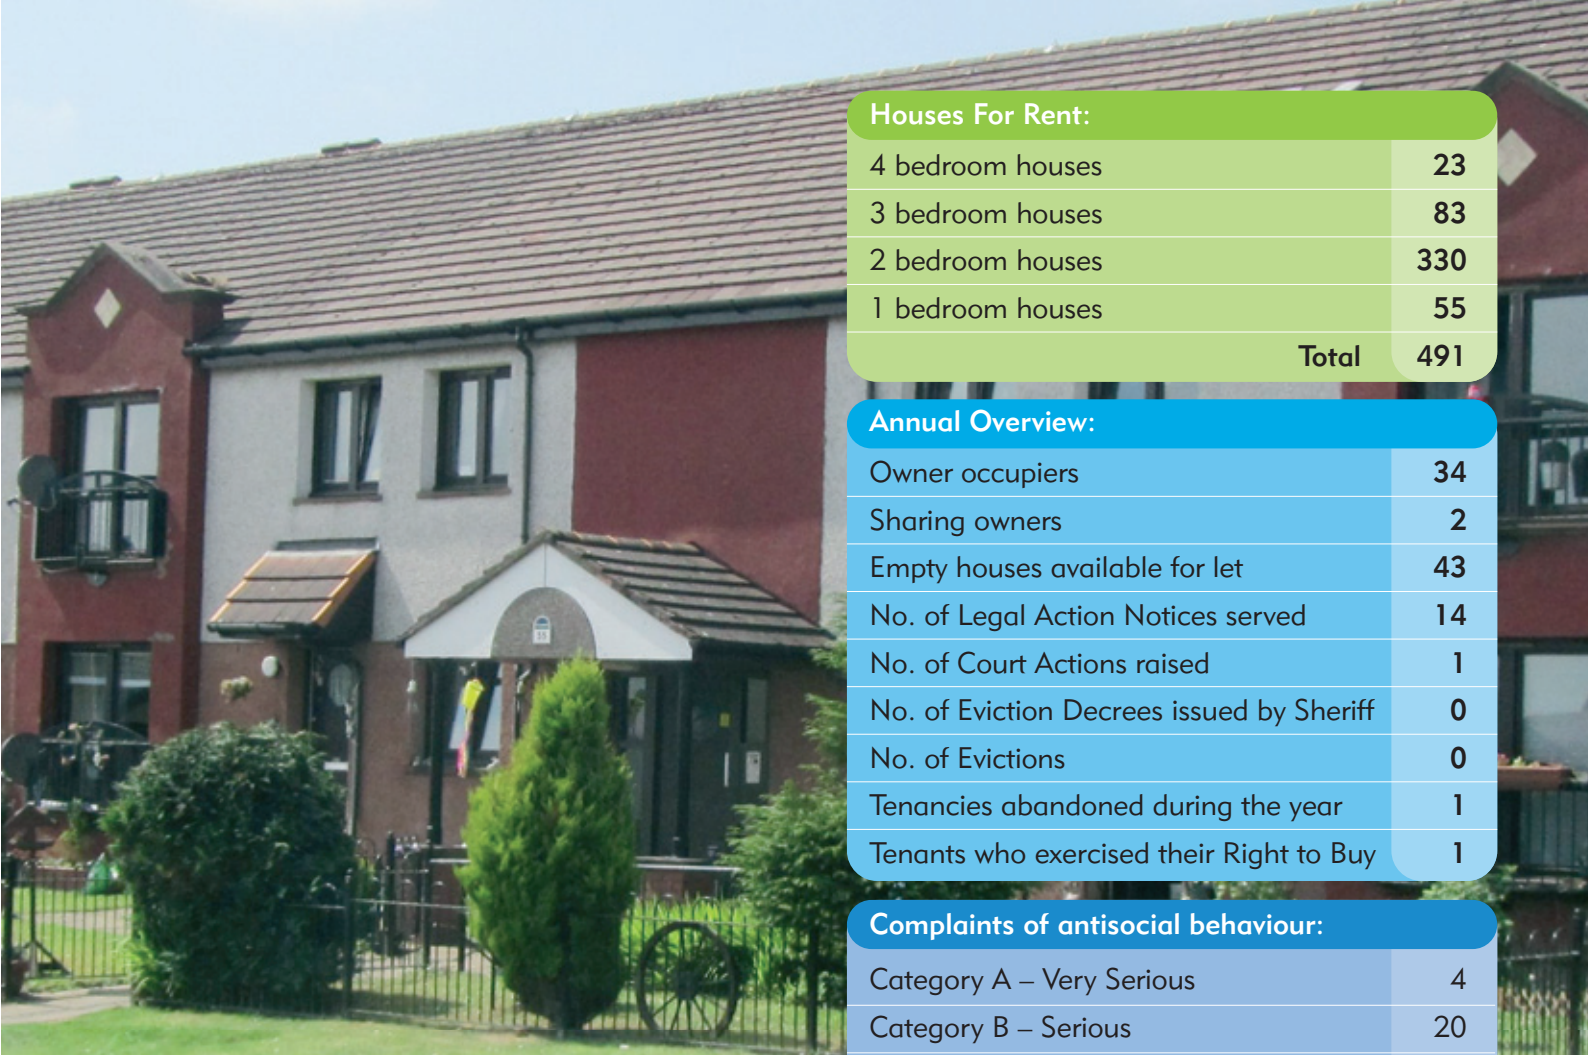 Houses For Rent:
4 bedroom houses 23
3 bedroom houses 83
2 bedroom houses 330
1 bedroom houses 55
Total 491
Annual Overview:
Owner occupiers 34
Sharing owners 2
Empty houses available for let 43
No. of Legal Action Notices served 14
No. of Court Actions raised 1
No. of Eviction Decrees issued by Sheriff 0
No. of Evictions 0
Tenancies abandoned during the year 1
Tenants who exercised their Right to Buy 1
Complaints of antisocial behaviour:
Category A – Very Serious 4
Category B – Serious 20
55